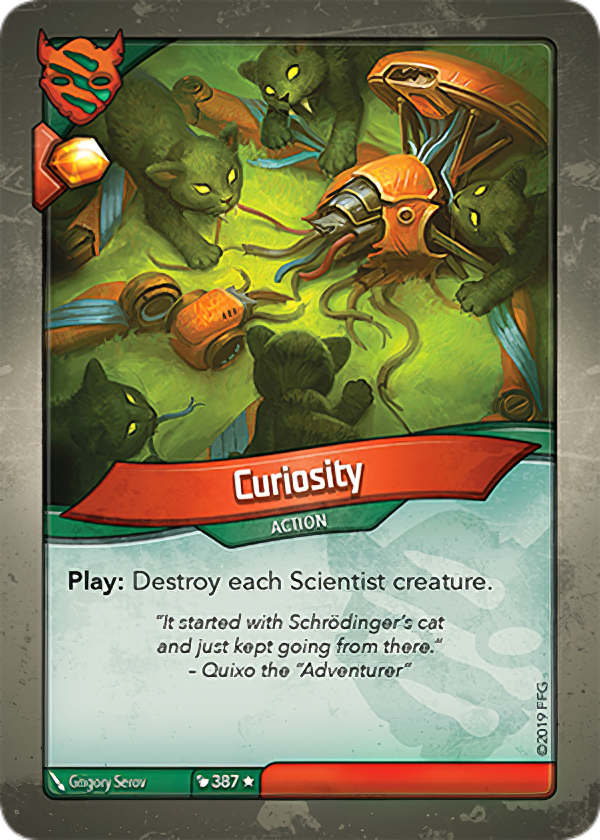 Curiosity
ACTION
Play: Destroy each Scientist creature.
"It started with Schrödinger's cat
and just kept going from there."
- Quixo the "Adventurer"
©2019 FFG
Grigory Serov
387